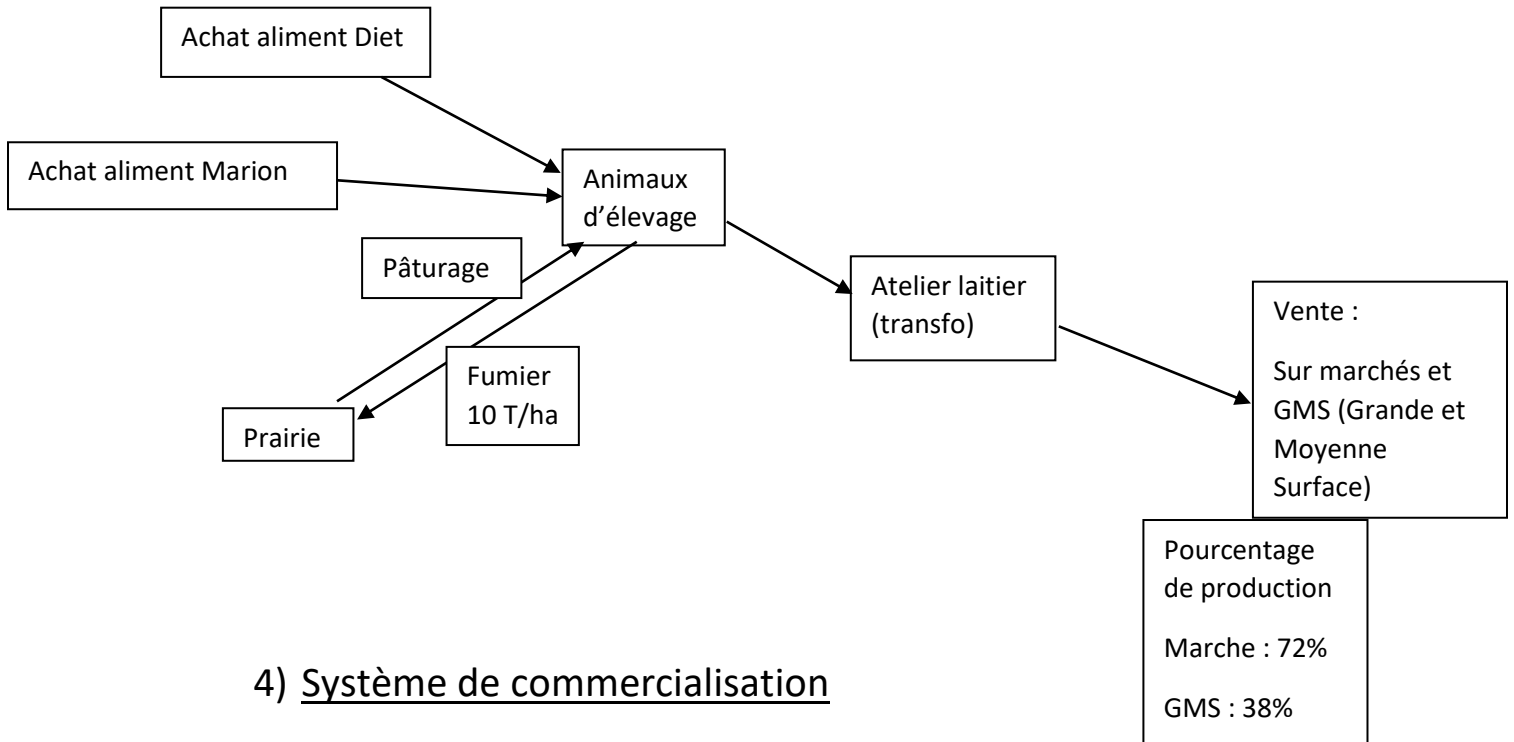 Achat aliment Diet
Achat aliment Marion
Animaux
d’élevage
Pâturage
Fumier
10 T/ha
Prairie
Atelier laitier
(transfo)
Vente :
Sur marchés et
GMS (Grande et
Moyenne
Surface)
Pourcentage
de production
Marche : 72%
GMS : 38%
4) Système de commercialisation